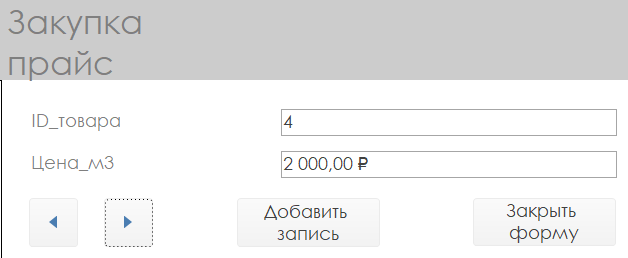 Закупка
прайс
ID_товара
4
Цена_м3
2 000,00 ₽
Добавить
запись
Закрыть
форму